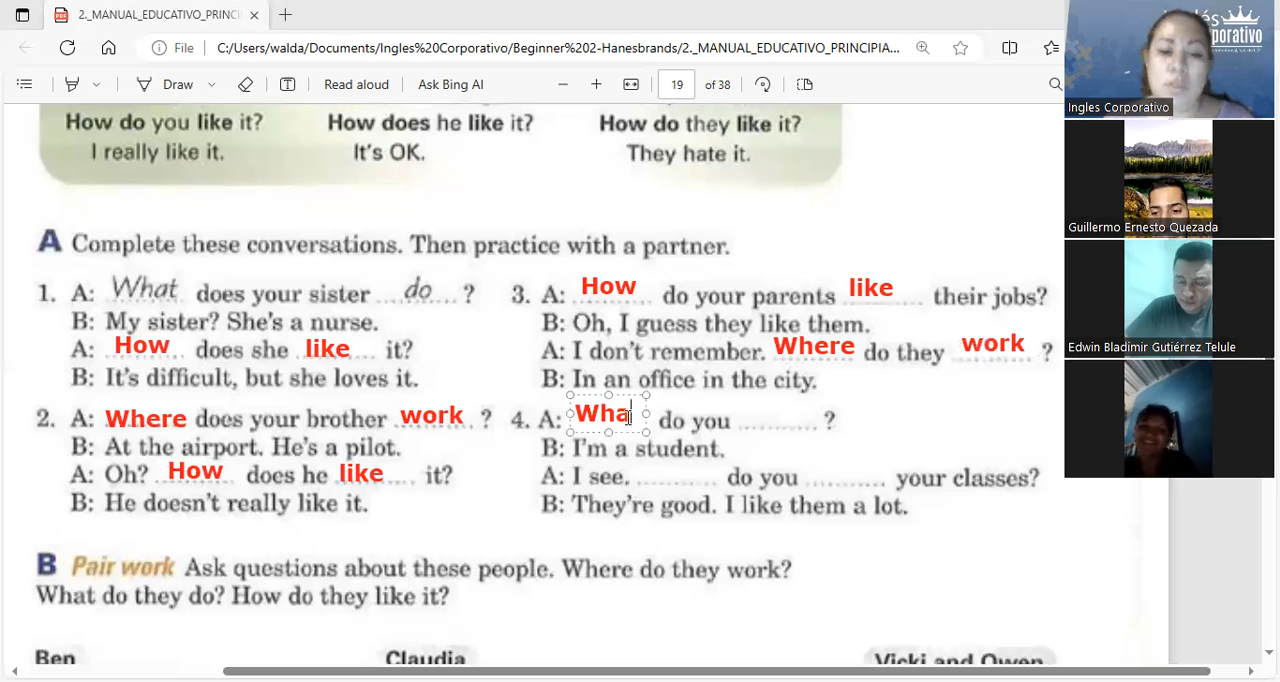 2._MANUAL_EDUCATIVO_PRINCI
File
C:/Users/walda/Documents/Ingles%20Corporativo/Beginner%202-Hanesbrands/2._MANUAL_EDUCATIVO_PRINCIPIA...
Draw
Read aloud
Ask Bing AI
19 of 38
How do you like it? How does he like it? How do they like it?
I really like it. It's OK. They hate it.
A Complete these conversations. Then practice with a partner.
1. A: What does your sister do ?
B: My sister? She's a nurse.
A: How does she like it?
B: It's difficult, but she loves it.
2. A: Where does your brother work ?
B: At the airport. He's a pilot.
A: Oh? How does he like it?
B: He doesn't really like it.
3. A: How do your parents like their jobs?
B: Oh, I guess they like them.
A: I don't remember. Where do they work ?
B: In an office in the city.
4. A: Wha do you .......... ?
B: I'm a student.
A: I see. .......... do you .......... your classes?
B: They're good. I like them a lot.
B Pair work Ask questions about these people. Where do they work?
What do they do? How do they like it?
Ben Claudia Vicki and Owen
Ingles Corporativo
Guillermo Ernesto Quezada
Edwin Bladimir Gutiérrez Telule